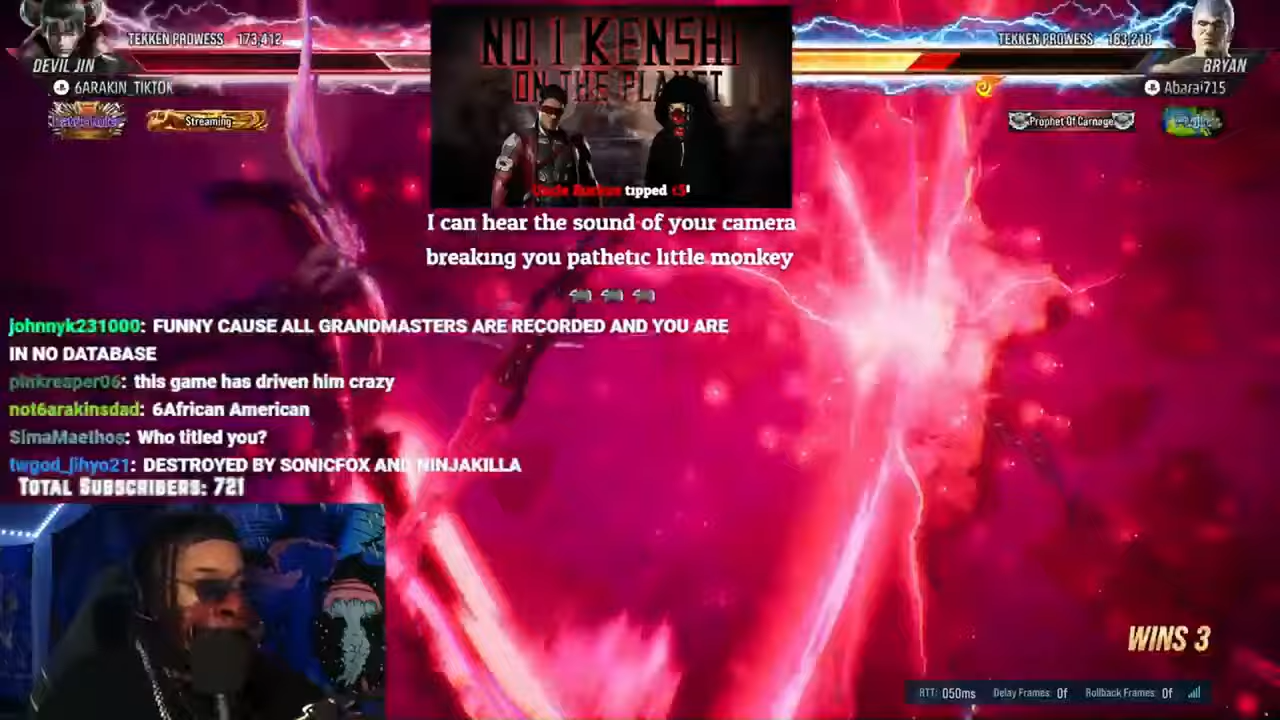 TEKKEN PROWESS 173,412
DEVIL JIN
6ARAKIN_TIKTOK
Streaming
NO.1 KENSHI
ON THE PLANET
tipped
TEKKEN PROWESS 183,210
BRYAN
Abarai715
Prophet Of Carnage
I can hear the sound of your camera
breaking you pathetic little monkey
johnnyk231000: FUNNY CAUSE ALL GRANDMASTERS ARE RECORDED AND YOU ARE
IN NO DATABASE
pinkreaper06: this game has driven him crazy
not6arakinsdad: 6African American
SimaMaethos: Who titled you?
twgod_jihyo21: DESTROYED BY SONICFOX AND NINJAKILLA
TOTAL SUBSCRIBERS: 721
WINS 3
RTT: 050ms Delay Frames: 0f Rollback Frames: 0f